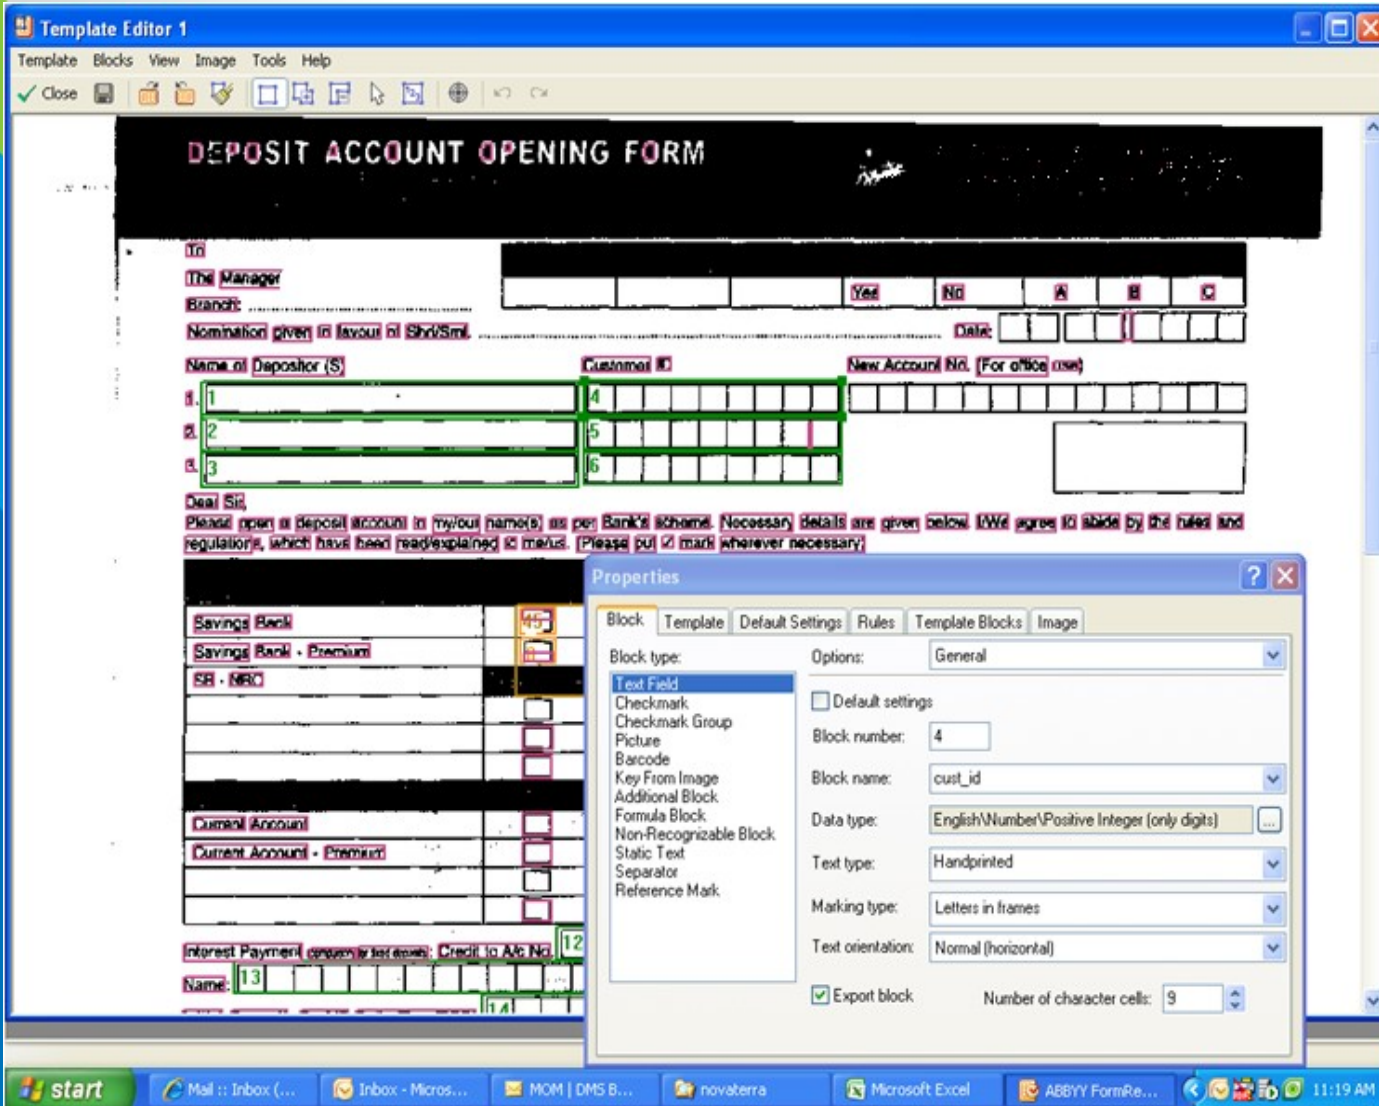 Template Editor 1
Template Blocks View Image Tools Help
Close
DEPOSIT ACCOUNT OPENING FORM
To
The Manager
Yes No A B C
Branch:
Nomination given in favour of Shri/Smt. Date:
Name of Depositor (S) Customer ID New Account No. (For office use)
1. 1 4
2. 2 5
3. 3 6
Dear Sir,
Please open a deposit account in my/our name(s) as per Bank's scheme. Necessary details are given below. I/We agree to abide by the rules and
regulations, which have been read/explained to me/us. (Please put ☑ mark wherever necessary)
Savings Bank
Savings Bank - Premium
SB - MRC
Current Account
Current Account - Premium
Interest Payment Credit to A/c No. 12
Name: 13
14
Properties
Block Template Default Settings Rules Template Blocks Image
Block type:
Text Field
Checkmark
Checkmark Group
Picture
Barcode
Key From Image
Additional Block
Formula Block
Non-Recognizable Block
Static Text
Separator
Reference Mark
Options: General
Default settings
Block number: 4
Block name: cust_id
Data type: English\Number\Positive Integer (only digits) ...
Text type: Handprinted
Marking type: Letters in frames
Text orientation: Normal (horizontal)
Export block Number of character cells: 9
start Mail :: Inbox (... Inbox - Micros... MOM | DMS B... novaterra Microsoft Excel ABBYY FormRe... 11:19 AM